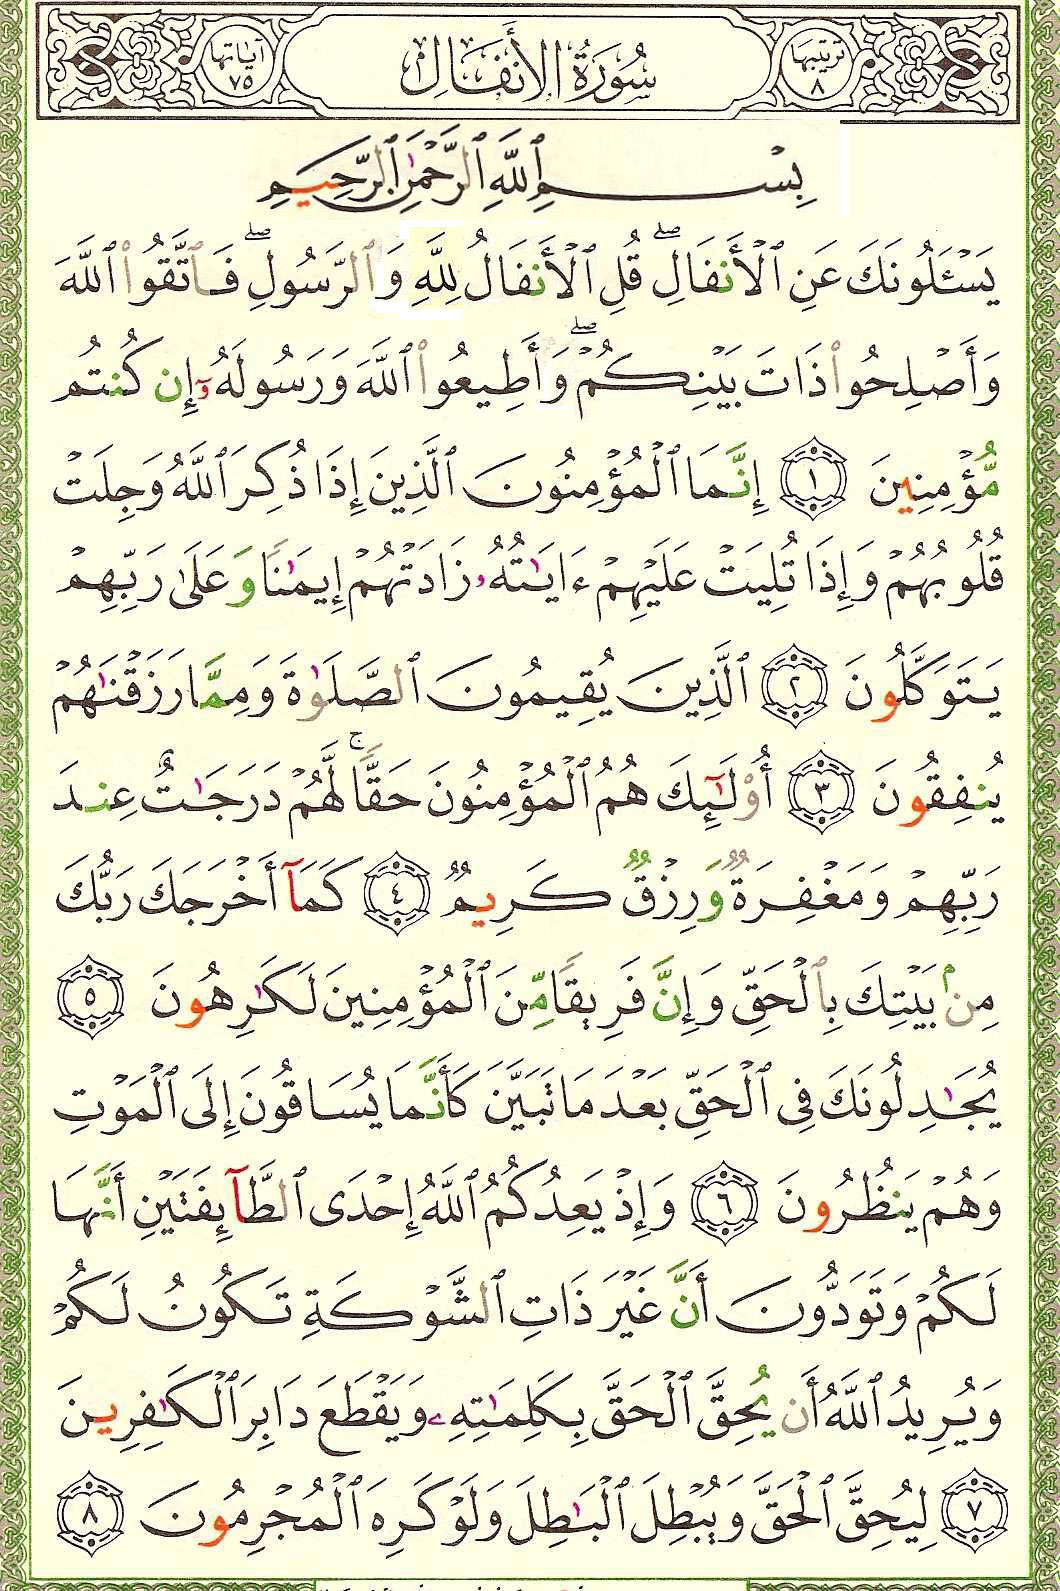 ترتيبها ٨ سُورَةُ الأَنفَالِ آياتها ٧٥
بِسْمِ ٱللَّهِ ٱلرَّحْمَٰنِ ٱلرَّحِيمِ
يَسْـَٔلُونَكَ عَنِ ٱلْأَنفَالِۖ قُلِ ٱلْأَنفَالُ لِلَّهِ وَٱلرَّسُولِۖ فَٱتَّقُوا۟ ٱللَّهَ
وَأَصْلِحُوا۟ ذَاتَ بَيْنِكُمْۖ وَأَطِيعُوا۟ ٱللَّهَ وَرَسُولَهُۥٓ إِن كُنتُم
مُّؤْمِنِينَ ١ إِنَّمَا ٱلْمُؤْمِنُونَ ٱلَّذِينَ إِذَا ذُكِرَ ٱللَّهُ وَجِلَتْ
قُلُوبُهُمْ وَإِذَا تُلِيَتْ عَلَيْهِمْ ءَايَٰتُهُۥ زَادَتْهُمْ إِيمَٰنًا وَعَلَىٰ رَبِّهِمْ
يَتَوَكَّلُونَ ٢ ٱلَّذِينَ يُقِيمُونَ ٱلصَّلَوٰةَ وَمِمَّا رَزَقْنَٰهُمْ
يُنفِقُونَ ٣ أُو۟لَٰٓئِكَ هُمُ ٱلْمُؤْمِنُونَ حَقًّاۚ لَّهُمْ دَرَجَٰتٌ عِندَ
رَبِّهِمْ وَمَغْفِرَةٌ وَرِزْقٌ كَرِيمٌ ٤ كَمَآ أَخْرَجَكَ رَبُّكَ
مِنۢ بَيْتِكَ بِٱلْحَقِّ وَإِنَّ فَرِيقًا مِّنَ ٱلْمُؤْمِنِينَ لَكَٰرِهُونَ ٥
يُجَٰدِلُونَكَ فِى ٱلْحَقِّ بَعْدَ مَا تَبَيَّنَ كَأَنَّمَا يُسَاقُونَ إِلَى ٱلْمَوْتِ
وَهُمْ يَنظُرُونَ ٦ وَإِذْ يَعِدُكُمُ ٱللَّهُ إِحْدَى ٱلطَّآئِفَتَيْنِ أَنَّهَا
لَكُمْ وَتَوَدُّونَ أَنَّ غَيْرَ ذَاتِ ٱلشَّوْكَةِ تَكُونُ لَكُمْ
وَيُرِيدُ ٱللَّهُ أَن يُحِقَّ ٱلْحَقَّ بِكَلِمَٰتِهِۦ وَيَقْطَعَ دَابِرَ ٱلْكَٰفِرِينَ
٧ لِيُحِقَّ ٱلْحَقَّ وَيُبْطِلَ ٱلْبَٰطِلَ وَلَوْ كَرِهَ ٱلْمُجْرِمُونَ ٨